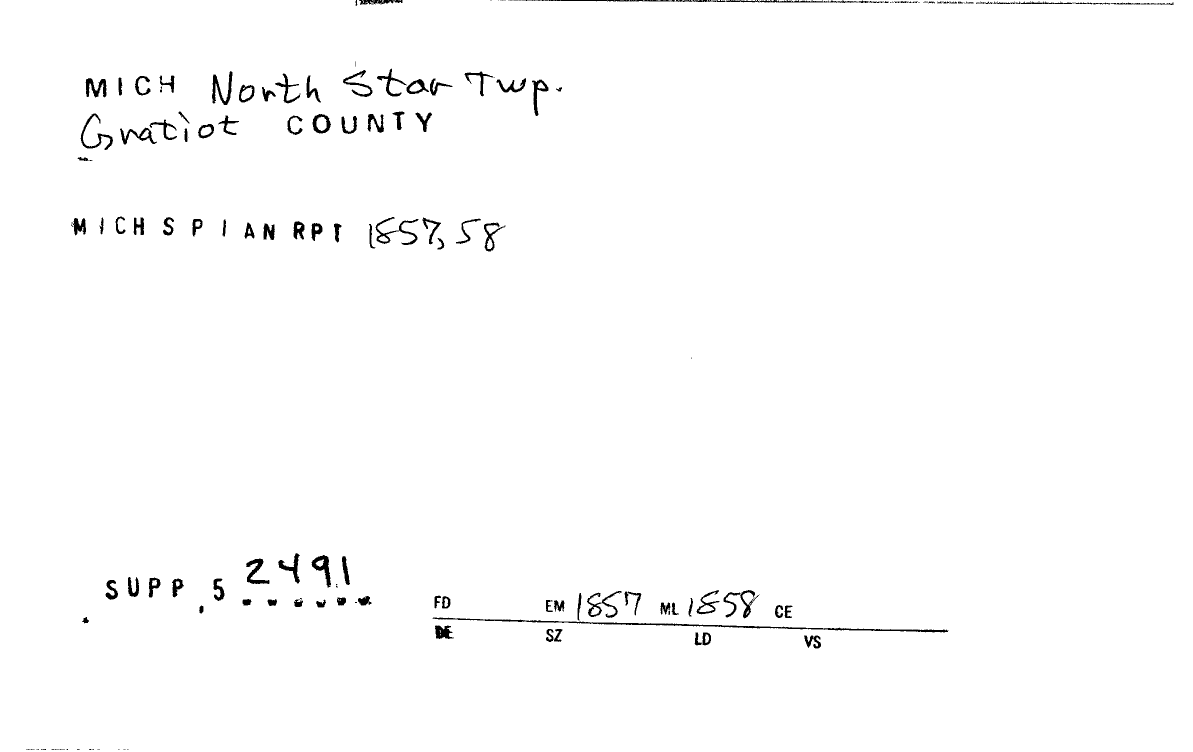 MICH North Star Twp.
Gratiot COUNTY
MICH S P I AN RPT 1857, 58
SUPP, 5 2491
FD EM 1857 ML 1858 CE
DE SZ LD VS